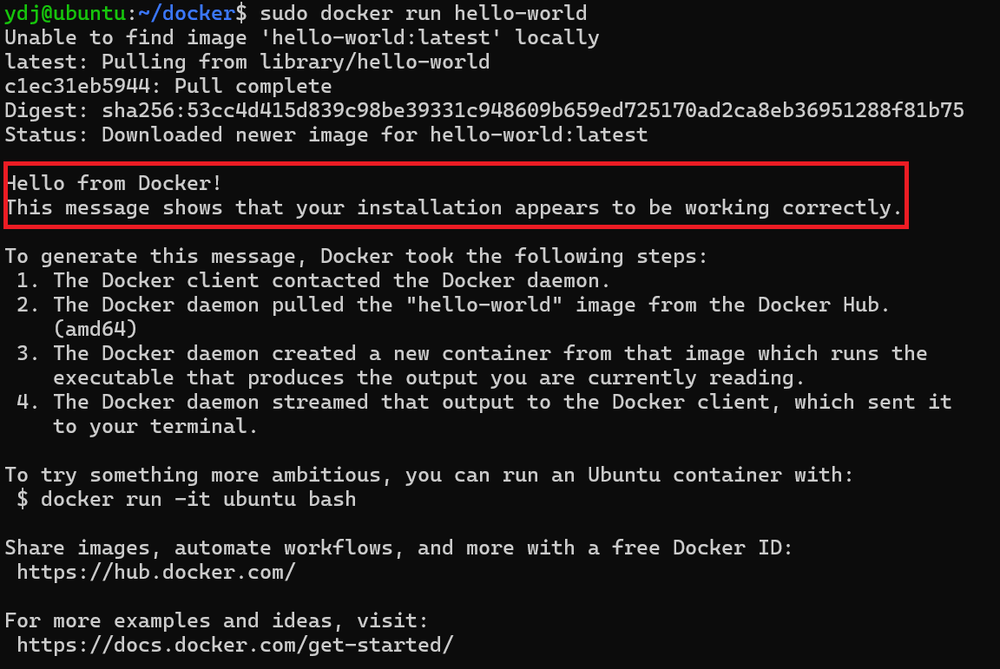 ydj@ubuntu:~/docker$ sudo docker run hello-world
Unable to find image 'hello-world:latest' locally
latest: Pulling from library/hello-world
c1ec31eb5944: Pull complete
Digest: sha256:53cc4d415d839c98be39331c948609b659ed725170ad2ca8eb36951288f81b75
Status: Downloaded newer image for hello-world:latest
Hello from Docker!
This message shows that your installation appears to be working correctly.
To generate this message, Docker took the following steps:
1. The Docker client contacted the Docker daemon.
2. The Docker daemon pulled the "hello-world" image from the Docker Hub.
(amd64)
3. The Docker daemon created a new container from that image which runs the
executable that produces the output you are currently reading.
4. The Docker daemon streamed that output to the Docker client, which sent it
to your terminal.
To try something more ambitious, you can run an Ubuntu container with:
$ docker run -it ubuntu bash
Share images, automate workflows, and more with a free Docker ID:
https://hub.docker.com/
For more examples and ideas, visit:
https://docs.docker.com/get-started/